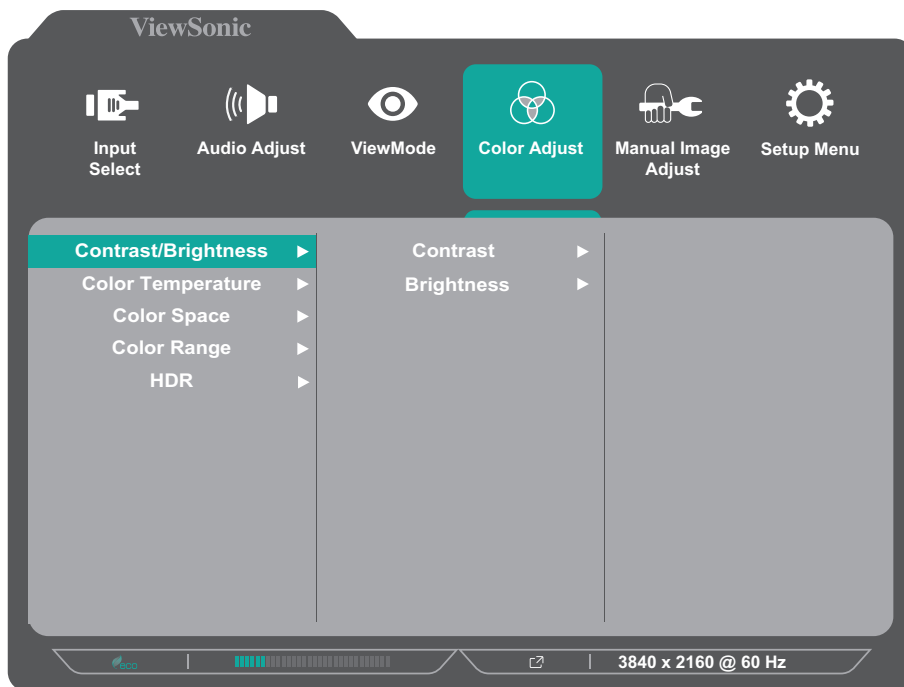 ViewSonic
Input
Select
Audio Adjust
ViewMode
Color Adjust
Manual Image
Adjust
Setup Menu
Contrast/Brightness
Color Temperature
Color Space
Color Range
HDR
Contrast
Brightness
eco
3840 x 2160 @ 60 Hz